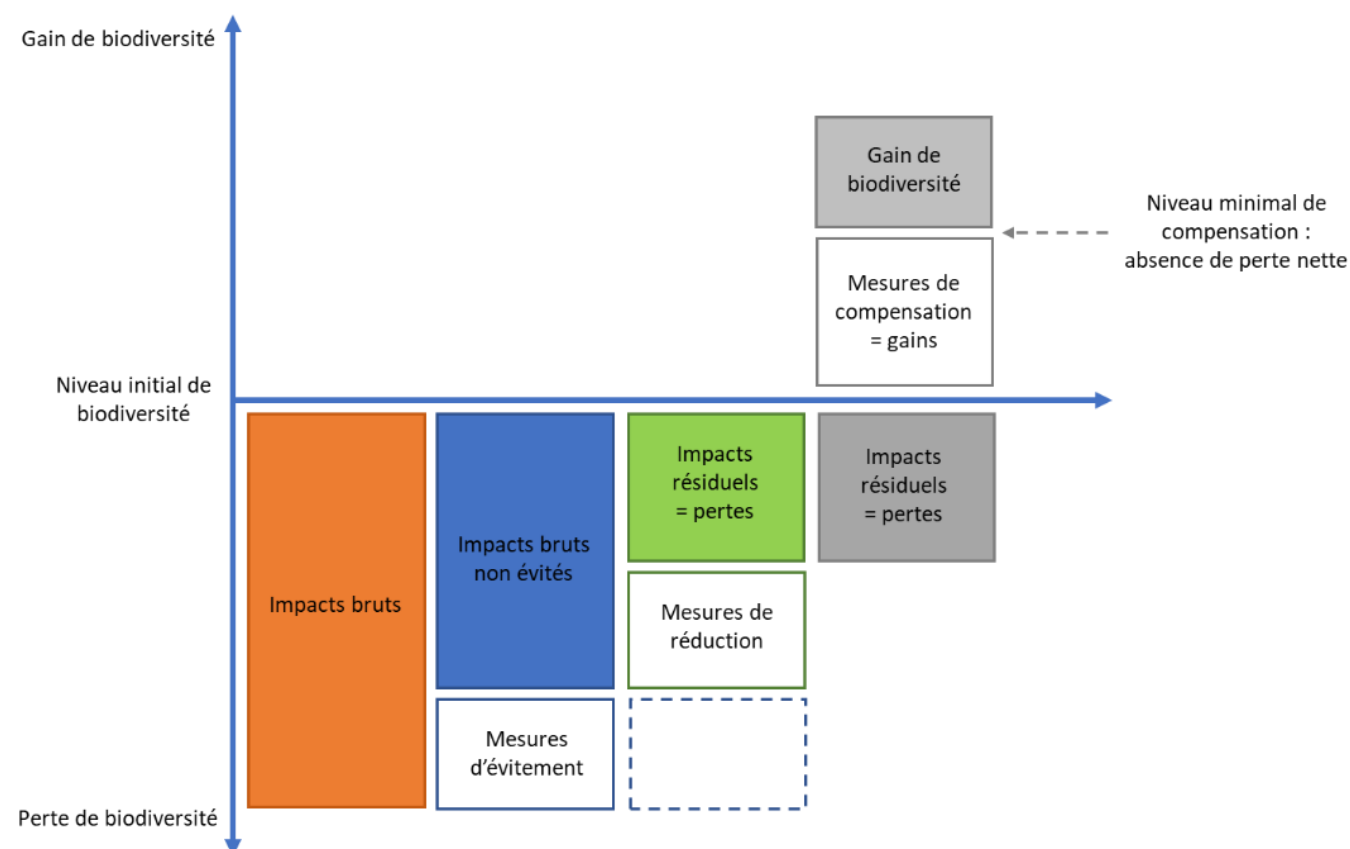 Gain de biodiversité
Gain de
biodiversité
Niveau minimal de
compensation :
absence de perte nette
Mesures de
compensation
= gains
Niveau initial de
biodiversité
Impacts bruts
Impacts bruts
non évités
Mesures
d'évitement
Impacts
résiduels
= pertes
Mesures de
réduction
Impacts
résiduels
= pertes
Perte de biodiversité